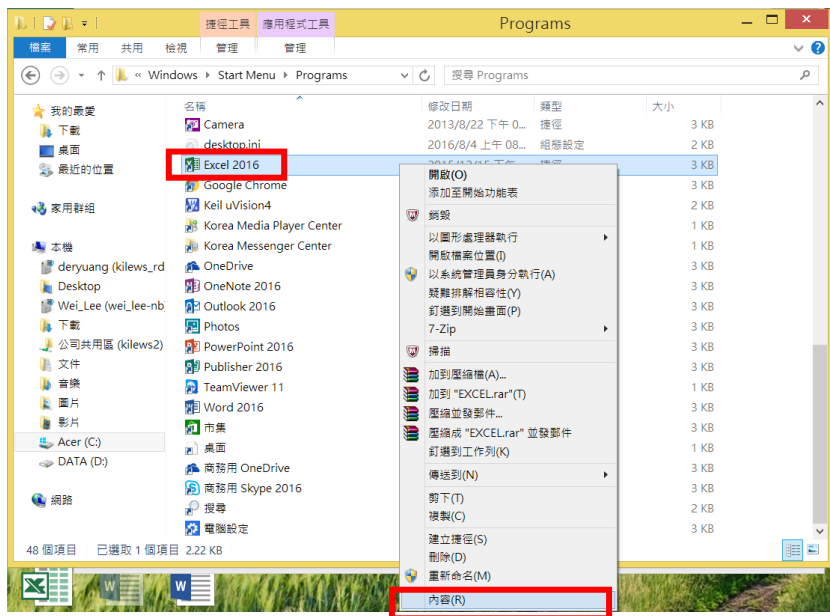 捷徑工具 應用程式工具 Programs
檔案 常用 共用 檢視 管理 管理
« Windows Start Menu Programs 搜尋 Programs
我的最愛
下載
桌面
最近的位置
家用群組
本機
deryuang (kilews_rd
Desktop
Wei_Lee (wei_lee-nb
下載
公司共用區 (kilews2)
文件
音樂
圖片
影片
Acer (C:)
DATA (D:)
網路
名稱 修改日期 類型 大小
Camera 2013/8/22 下午 0... 捷徑 3 KB
desktop.ini 2016/8/4 上午 08... 組態設定 2 KB
Excel 2016 2015/12/15 下午... 捷徑 3 KB
Google Chrome 3 KB
Keil uVision4 2 KB
Korea Media Player Center 1 KB
Korea Messenger Center 1 KB
OneDrive 3 KB
OneNote 2016 3 KB
Outlook 2016 3 KB
Photos 3 KB
PowerPoint 2016 3 KB
Publisher 2016 3 KB
TeamViewer 11 1 KB
Word 2016 3 KB
市集 3 KB
桌面 1 KB
商務用 OneDrive 3 KB
商務用 Skype 2016 3 KB
搜尋 2 KB
電腦設定 3 KB
開啟(O)
添加至開始功能表
銷毀
以圖形處理器執行
開啟檔案位置(I)
以系統管理員身分執行(A)
疑難排解相容性(Y)
釘選到開始畫面(P)
7-Zip
掃描
加到壓縮檔(A)...
加到 "EXCEL.rar"(T)
壓縮並發郵件...
壓縮成 "EXCEL.rar" 並發郵件
釘選到工作列(K)
傳送到(N)
剪下(T)
複製(C)
建立捷徑(S)
刪除(D)
重新命名(M)
內容(R)
48 個項目 已選取 1 個項目 2.22 KB